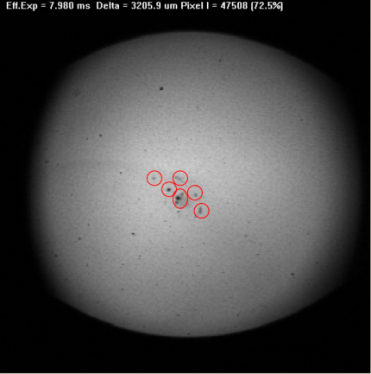 Eff.Exp = 7.980 ms Delta = 3205.9 um Pixel I = 47508 (72.5%)